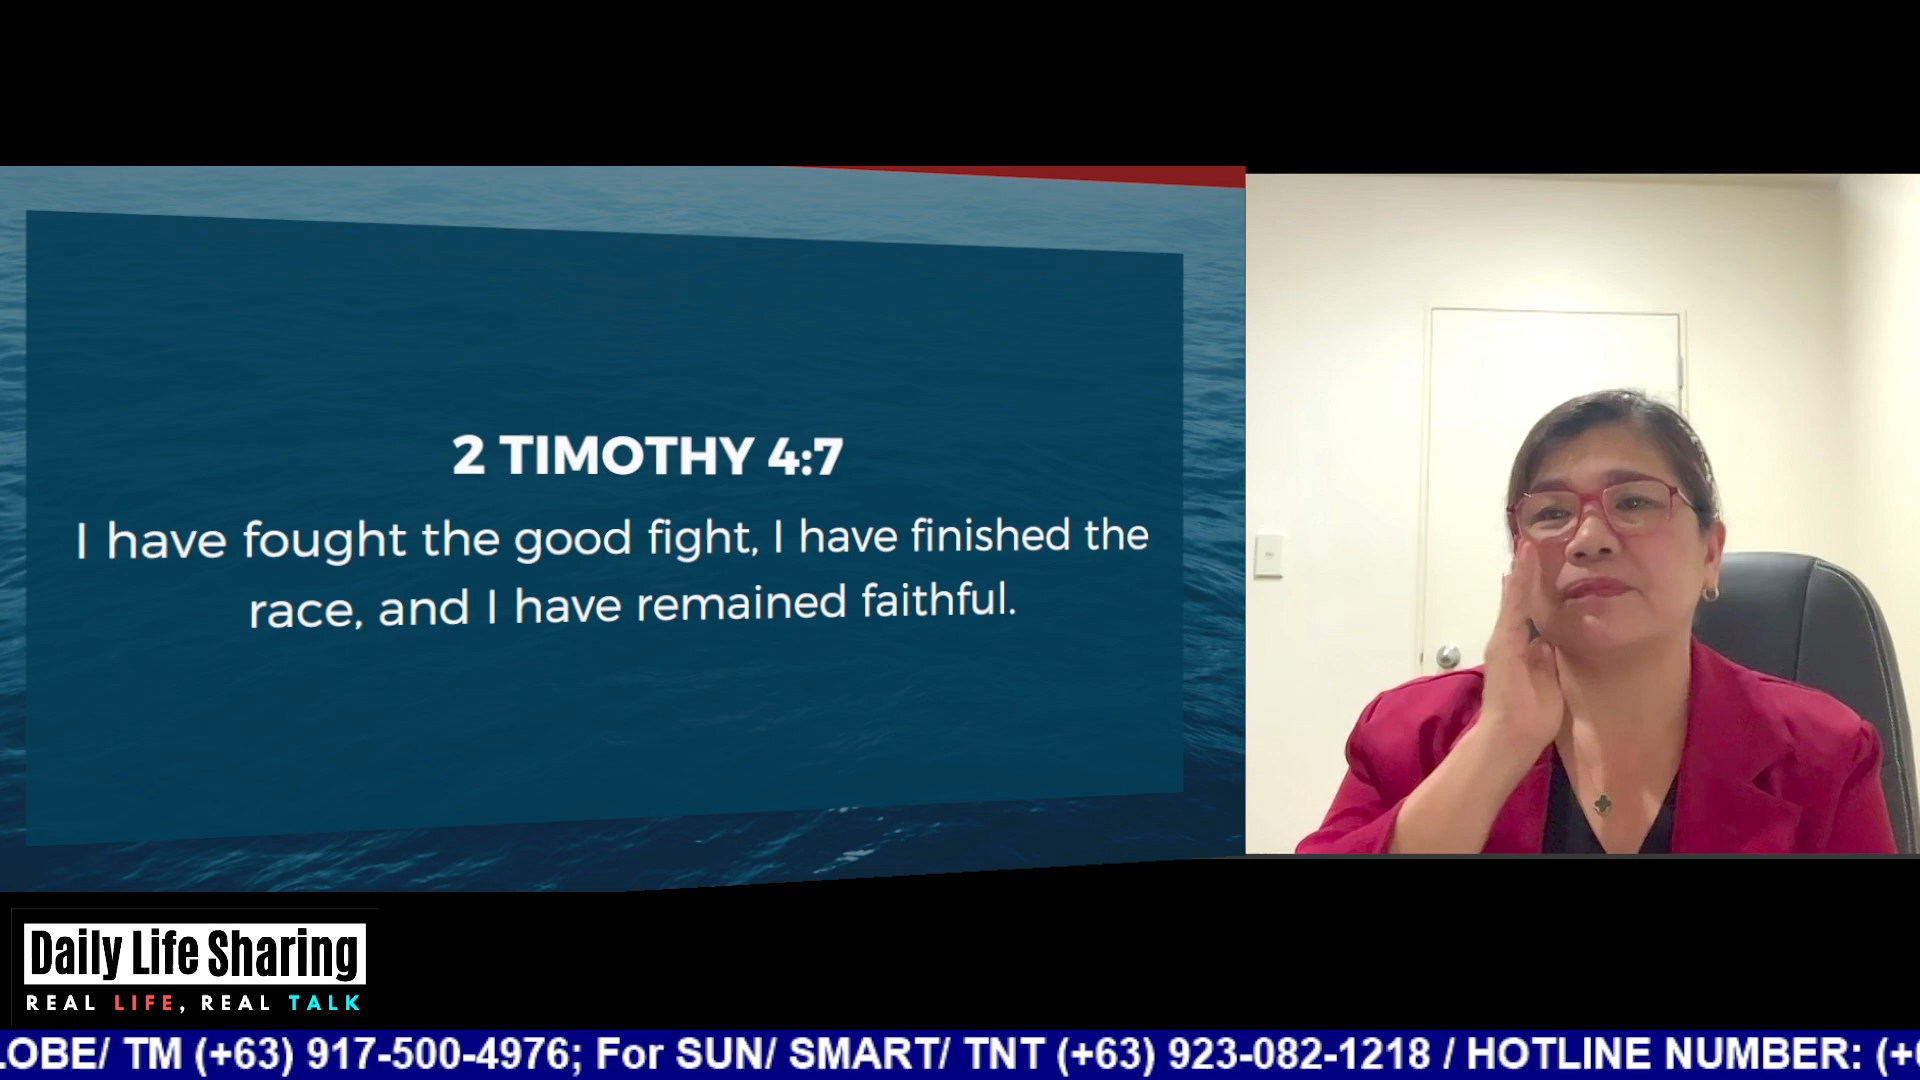 2 TIMOTHY 4:7
I have fought the good fight, I have finished the
race, and I have remained faithful.
Daily Life Sharing
REAL LIFE, REAL TALK
LOBE/ TM (+63) 917-500-4976; For SUN/ SMART/ TNT (+63) 923-082-1218 / HOTLINE NUMBER: (+6